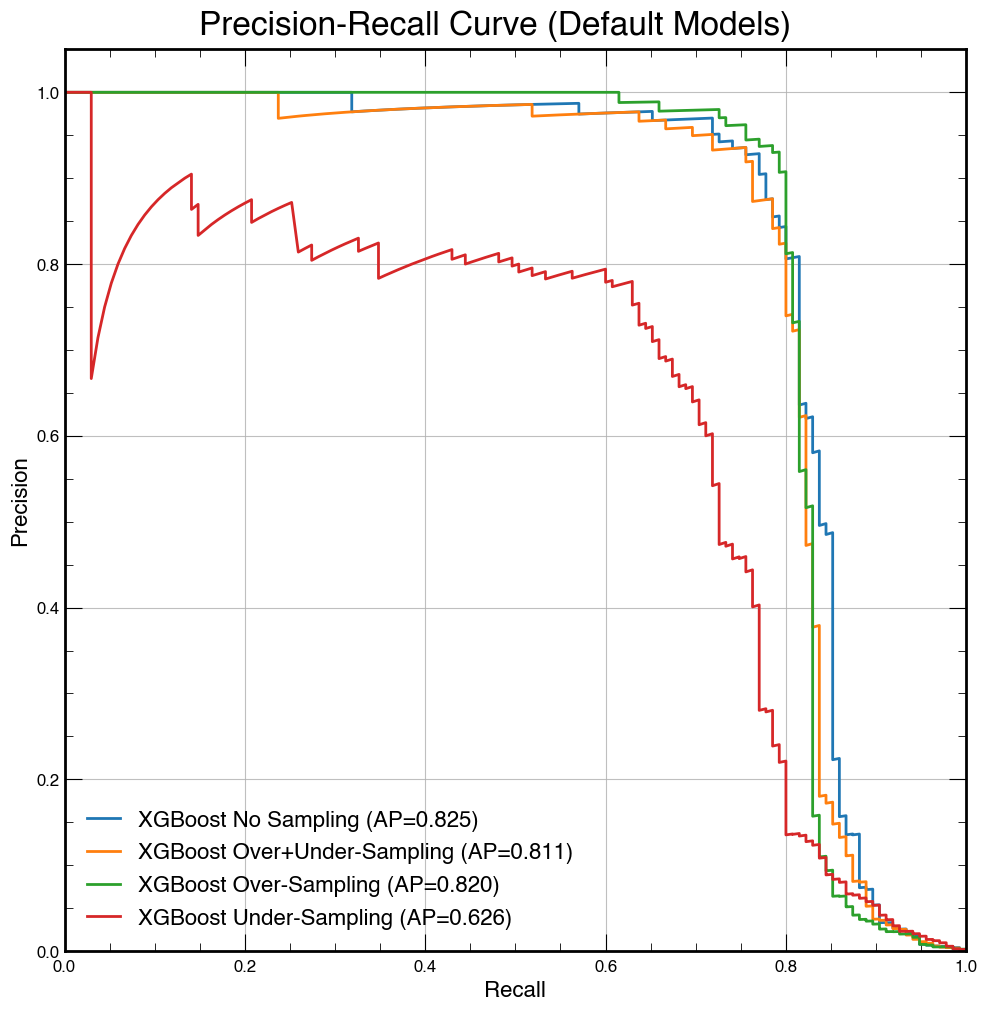 Precision-Recall Curve (Default Models)
1.0
0.8
0.6
0.4
0.2
0.0
Precision
XGBoost No Sampling (AP=0.825)
XGBoost Over+Under-Sampling (AP=0.811)
XGBoost Over-Sampling (AP=0.820)
XGBoost Under-Sampling (AP=0.626)
0.0 0.2 0.4 0.6 0.8 1.0
Recall